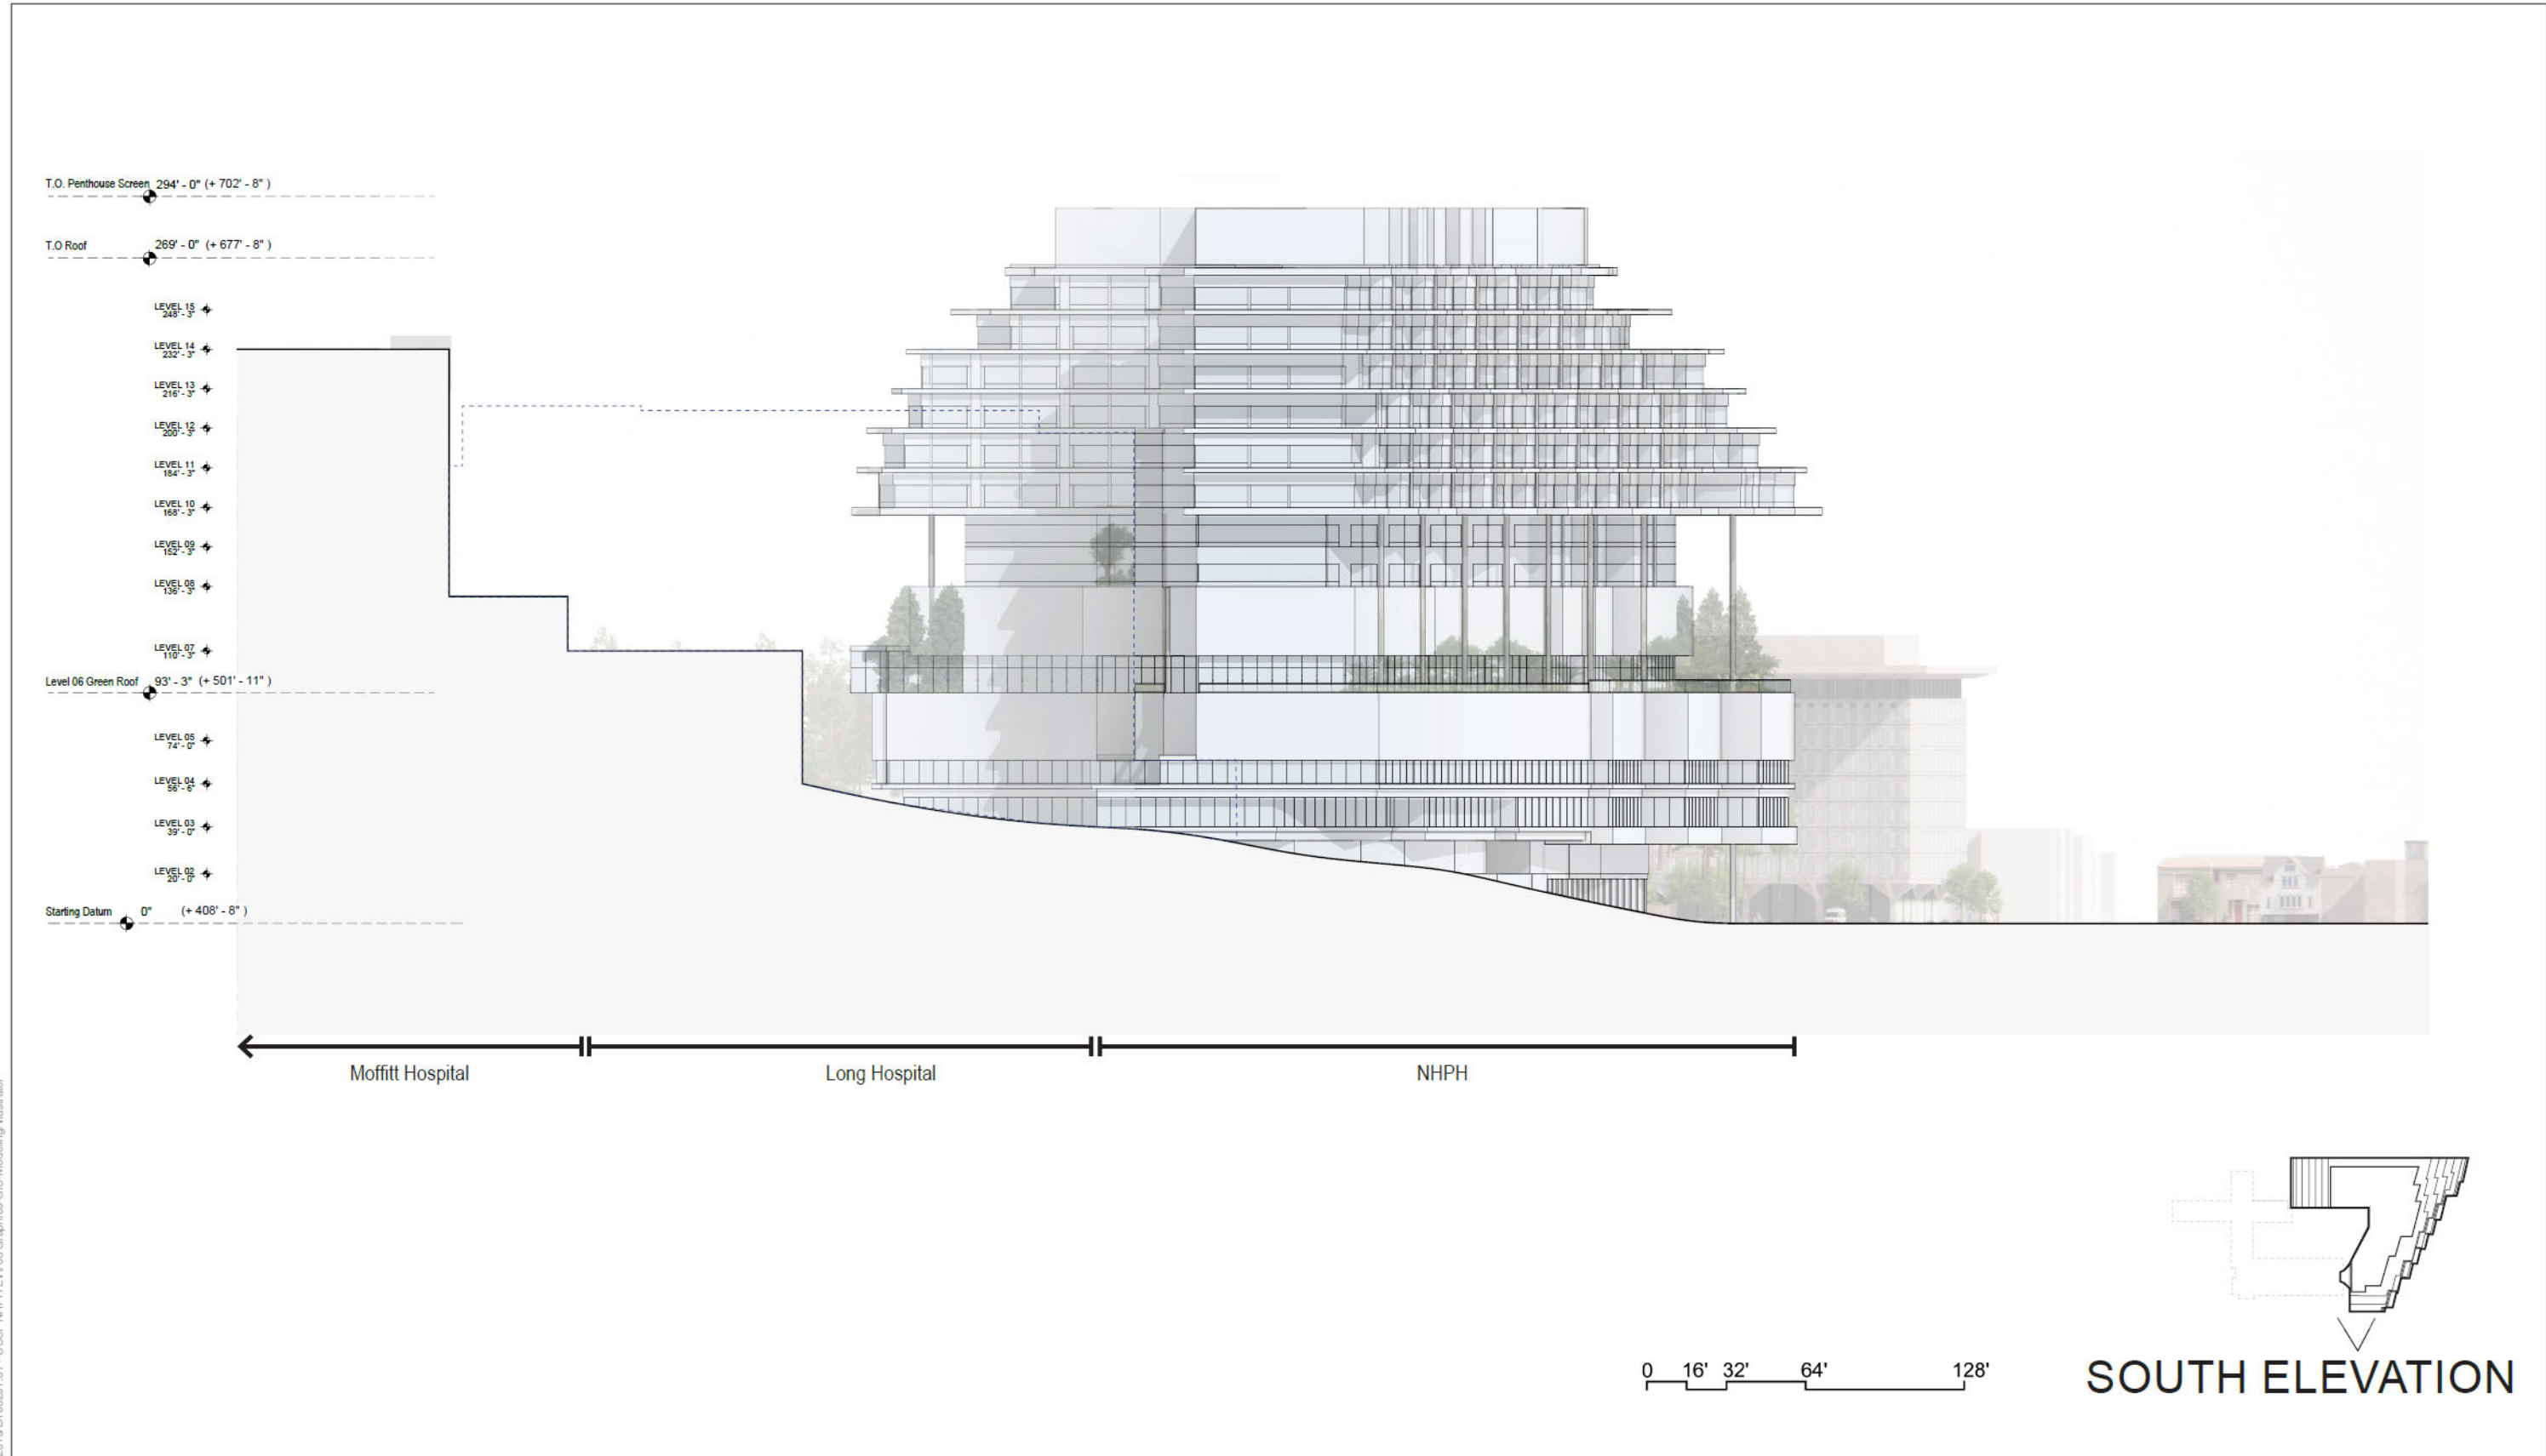 T.O. Penthouse Screen 294' - 0" (+ 702' - 8" )
T.O Roof 269' - 0" (+ 677' - 8" )
LEVEL 15
248' - 3"
LEVEL 14
232' - 3"
LEVEL 13
216' - 3"
LEVEL 12
200' - 3"
LEVEL 11
184' - 3"
LEVEL 10
168' - 3"
LEVEL 09
152' - 3"
LEVEL 08
136' - 3"
LEVEL 07
110' - 3"
Level 06 Green Roof 93' - 3" (+ 501' - 11" )
LEVEL 05
74' - 0"
LEVEL 04
56' - 6"
LEVEL 03
39' - 0"
LEVEL 02
20' - 0"
Starting Datum 0" (+ 408' - 8" )
Moffitt Hospital
Long Hospital
NHPH
0 16' 32' 64' 128'
SOUTH ELEVATION